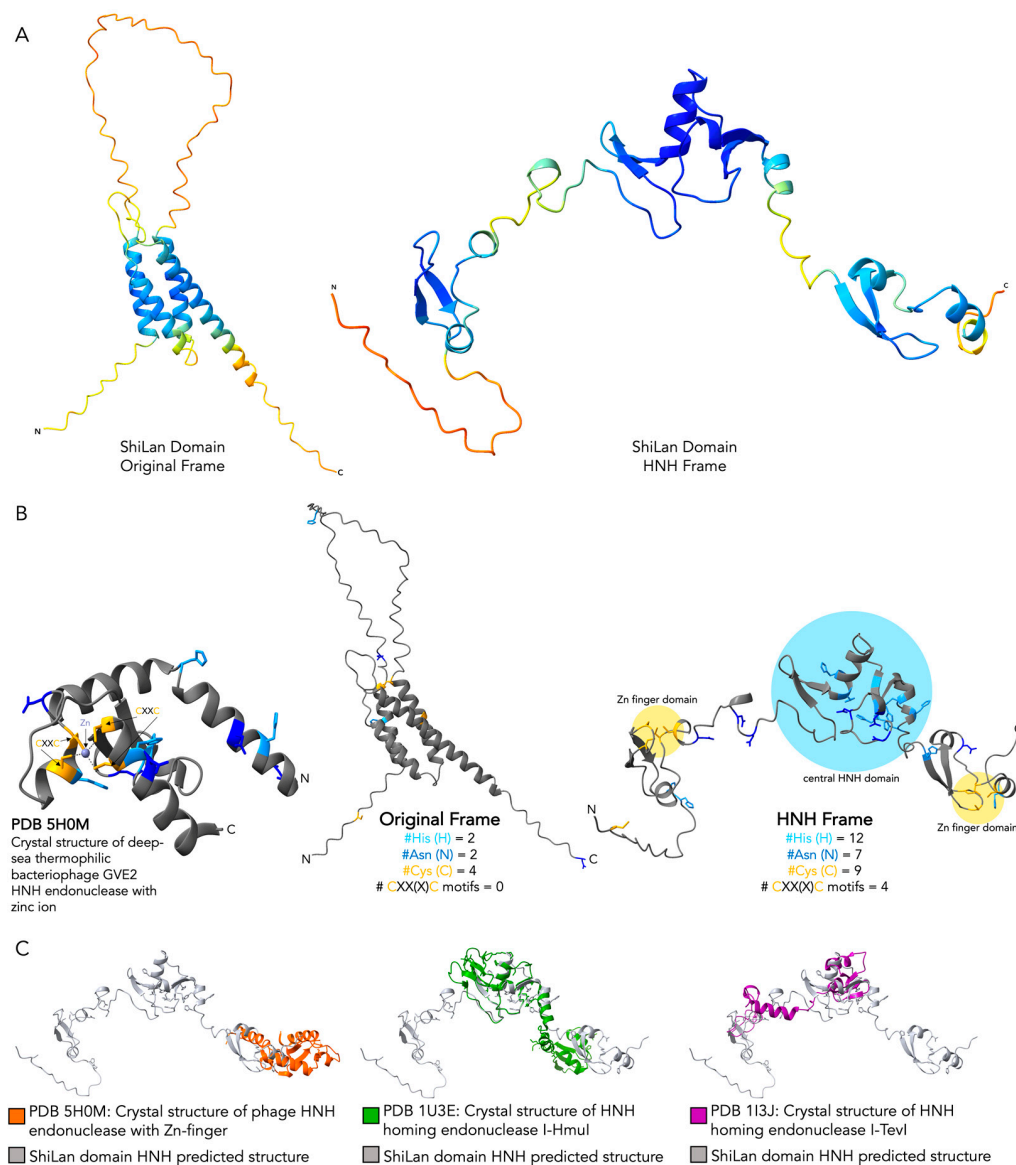 A
N
C
ShiLan Domain
Original Frame
N
C
ShiLan Domain
HNH Frame
B
Zn
CXXC
CXXC
N
C
PDB 5H0M
Crystal structure of deep-
sea thermophilic
bacteriophage GVE2
HNH endonuclease with
zinc ion
N
C
Original Frame
#His (H) = 2
#Asn (N) = 2
#Cys (C) = 4
# CXX(X)C motifs = 0
Zn finger domain
central HNH domain
Zn finger domain
N
C
HNH Frame
#His (H) = 12
#Asn (N) = 7
#Cys (C) = 9
# CXX(X)C motifs = 4
C
PDB 5H0M: Crystal structure of phage HNH
endonuclease with Zn-finger
ShiLan domain HNH predicted structure
PDB 1U3E: Crystal structure of HNH
homing endonuclease I-HmuI
ShiLan domain HNH predicted structure
PDB 1I3J: Crystal structure of HNH
homing endonuclease I-TevI
ShiLan domain HNH predicted structure